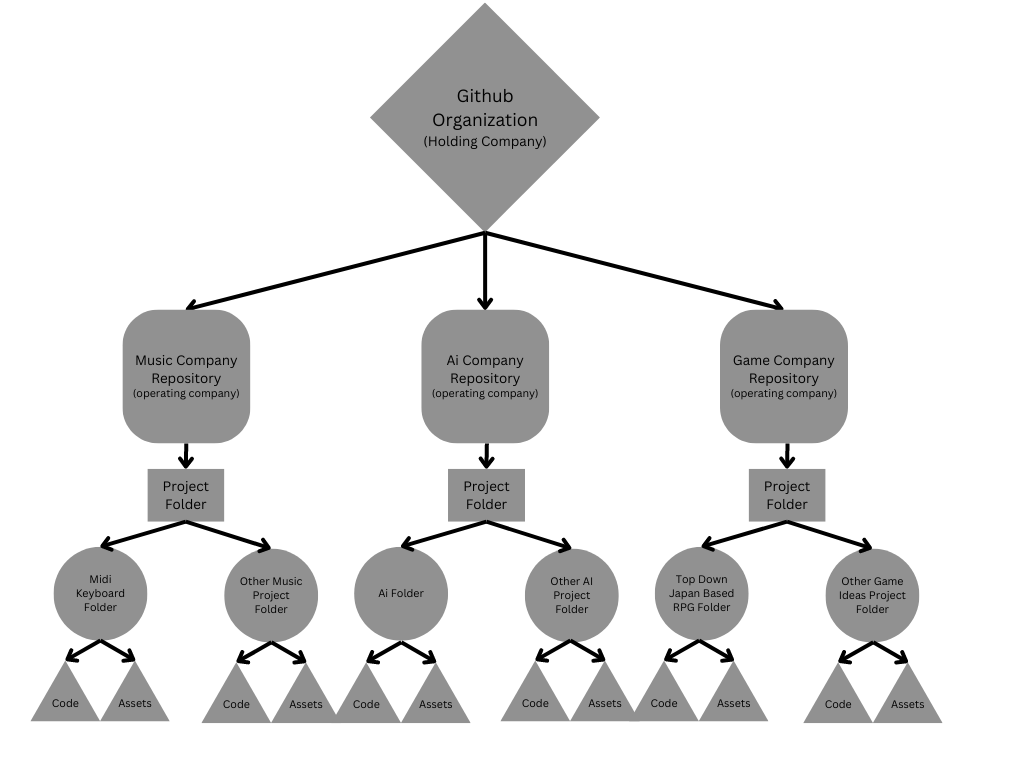 Github
Organization
(Holding Company)
Music Company
Repository
(operating company)
Ai Company
Repository
(operating company)
Game Company
Repository
(operating company)
Project
Folder
Project
Folder
Project
Folder
Midi
Keyboard
Folder
Other Music
Project
Folder
Ai Folder
Other AI
Project
Folder
Top Down
Japan Based
RPG Folder
Other Game
Ideas Project
Folder
Code
Assets
Code
Assets
Code
Assets
Code
Assets
Code
Assets
Code
Assets